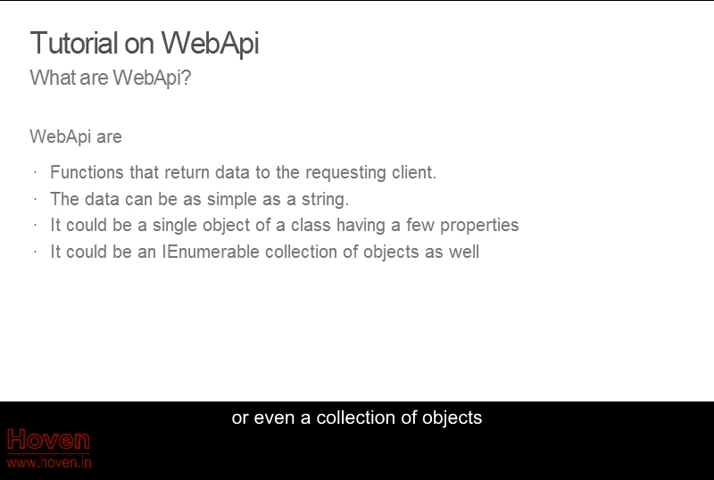 Tutorial on WebApi
What are WebApi?
WebApi are
· Functions that return data to the requesting client.
· The data can be as simple as a string.
· It could be a single object of a class having a few properties
· It could be an IEnumerable collection of objects as well
or even a collection of objects
Hoven
www.hoven.in